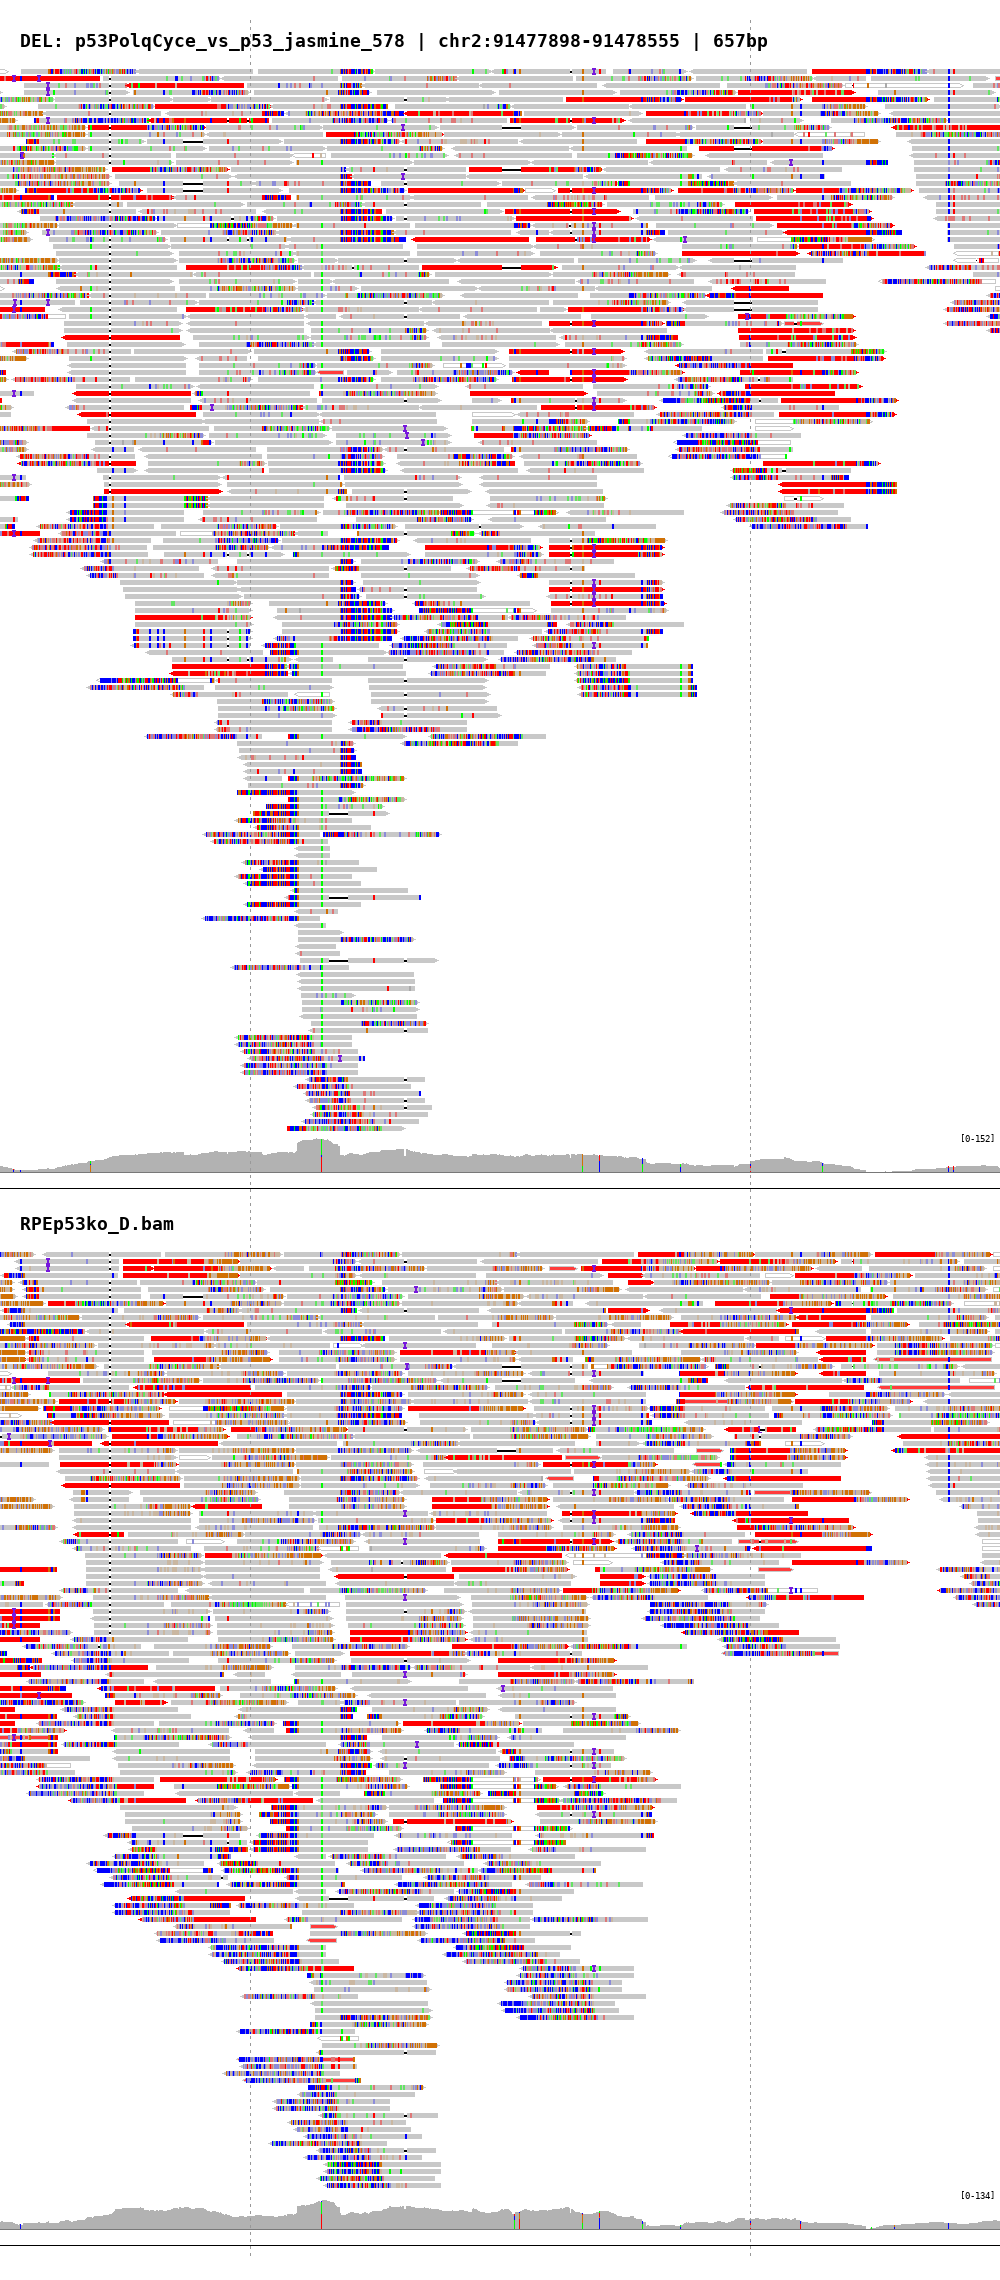 DEL: p53PolqCyce_vs_p53_jasmine_578 | chr2:91477898-91478555 | 657bp
[0-152]
RPEp53ko_D.bam
[0-134]